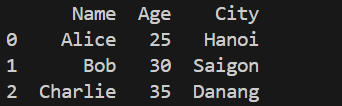 Name  Age    City
0    Alice   25   Hanoi
1      Bob   30  Saigon
2  Charlie   35  Danang